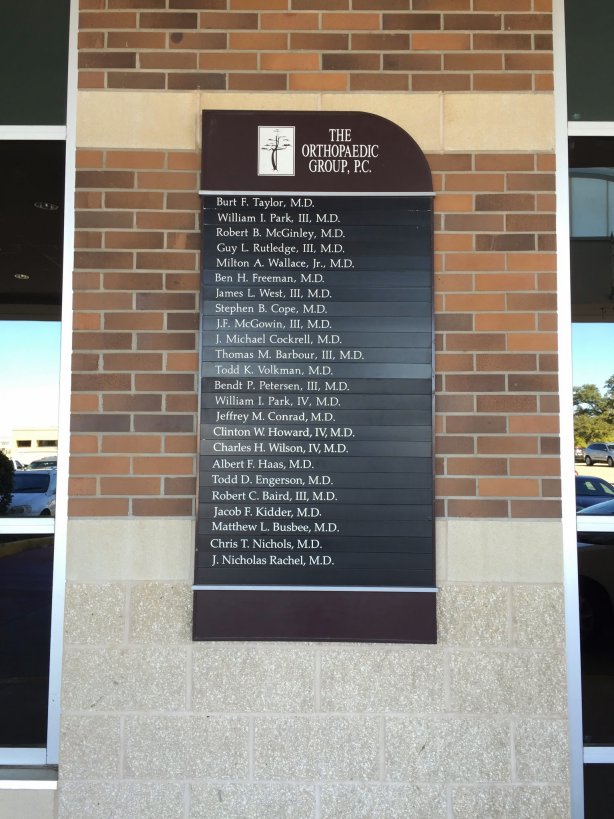 THE
ORTHOPAEDIC
GROUP, P.C.
Burt F. Taylor, M.D.
William I. Park, III, M.D.
Robert B. McGinley, M.D.
Guy L. Rutledge, III, M.D.
Milton A. Wallace, Jr., M.D.
Ben H. Freeman, M.D.
James L. West, III, M.D.
Stephen B. Cope, M.D.
J.F. McGowin, III, M.D.
J. Michael Cockrell, M.D.
Thomas M. Barbour, III, M.D.
Todd K. Volkman, M.D.
Bendt P. Petersen, III, M.D.
William I. Park, IV, M.D.
Jeffrey M. Conrad, M.D.
Clinton W. Howard, IV, M.D.
Charles H. Wilson, IV, M.D.
Albert F. Haas, M.D.
Todd D. Engerson, M.D.
Robert C. Baird, III, M.D.
Jacob F. Kidder, M.D.
Matthew L. Busbee, M.D.
Chris T. Nichols, M.D.
J. Nicholas Rachel, M.D.